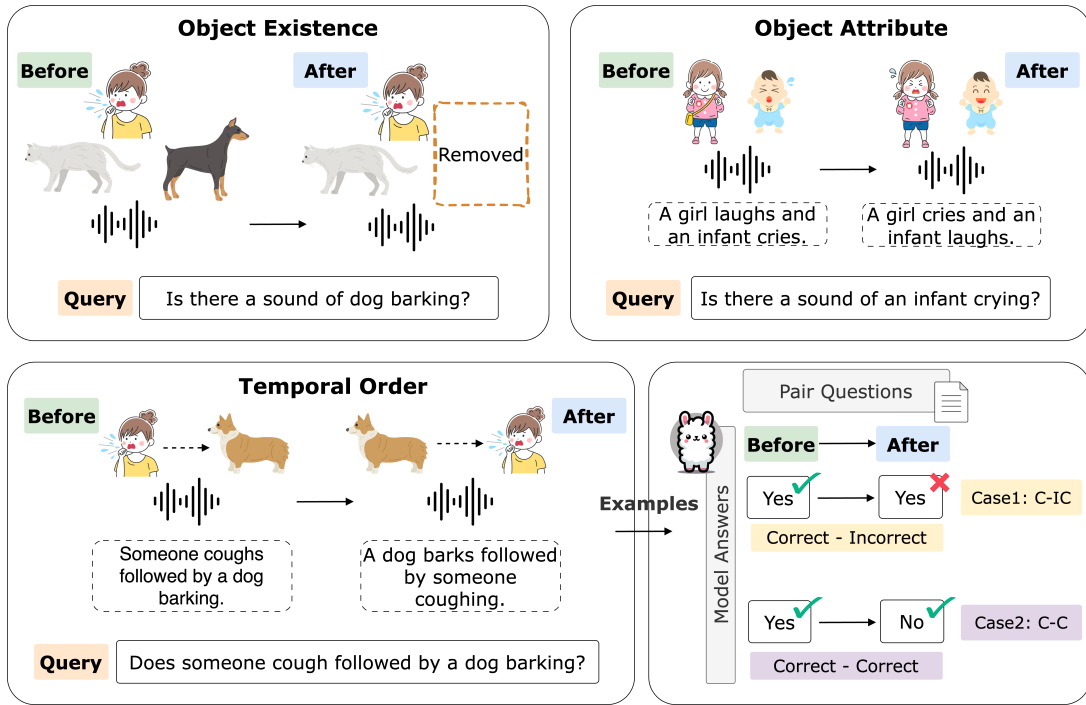 Object Existence
Before
After
Removed
Query
Is there a sound of dog barking?
Object Attribute
Before
After
A girl laughs and
an infant cries.
A girl cries and an
infant laughs.
Query
Is there a sound of an infant crying?
Temporal Order
Before
After
Someone coughs
followed by a dog
barking.
A dog barks followed
by someone
coughing.
Query
Does someone cough followed by a dog barking?
Examples
Pair Questions
Model Answers
Before
After
Yes
Yes
Case1: C-IC
Correct - Incorrect
Yes
No
Case2: C-C
Correct - Correct